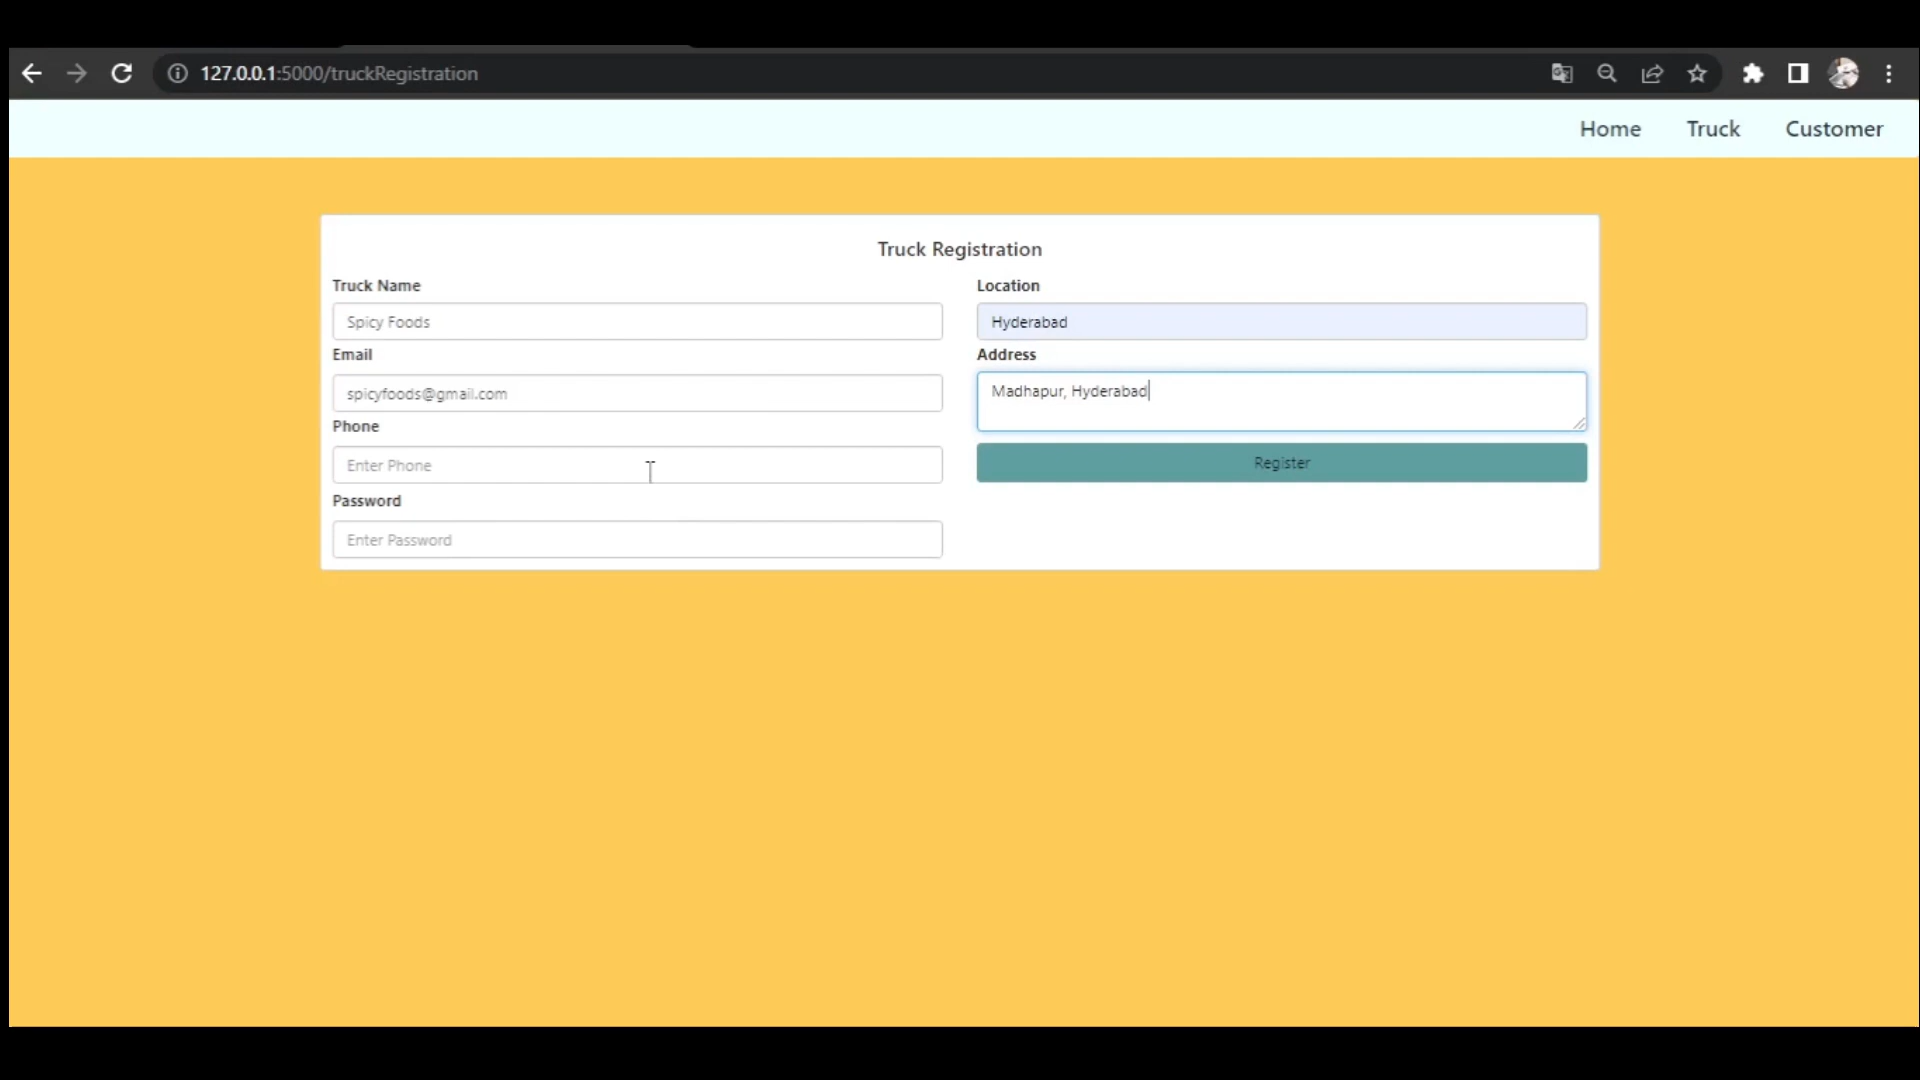 127.0.0.1:5000/truckRegistration
Home Truck Customer
Truck Registration
Truck Name
Spicy Foods
Email
spicyfoods@gmail.com
Phone
Enter Phone
Password
Enter Password
Location
Hyderabad
Address
Madhapur, Hyderabad
Register